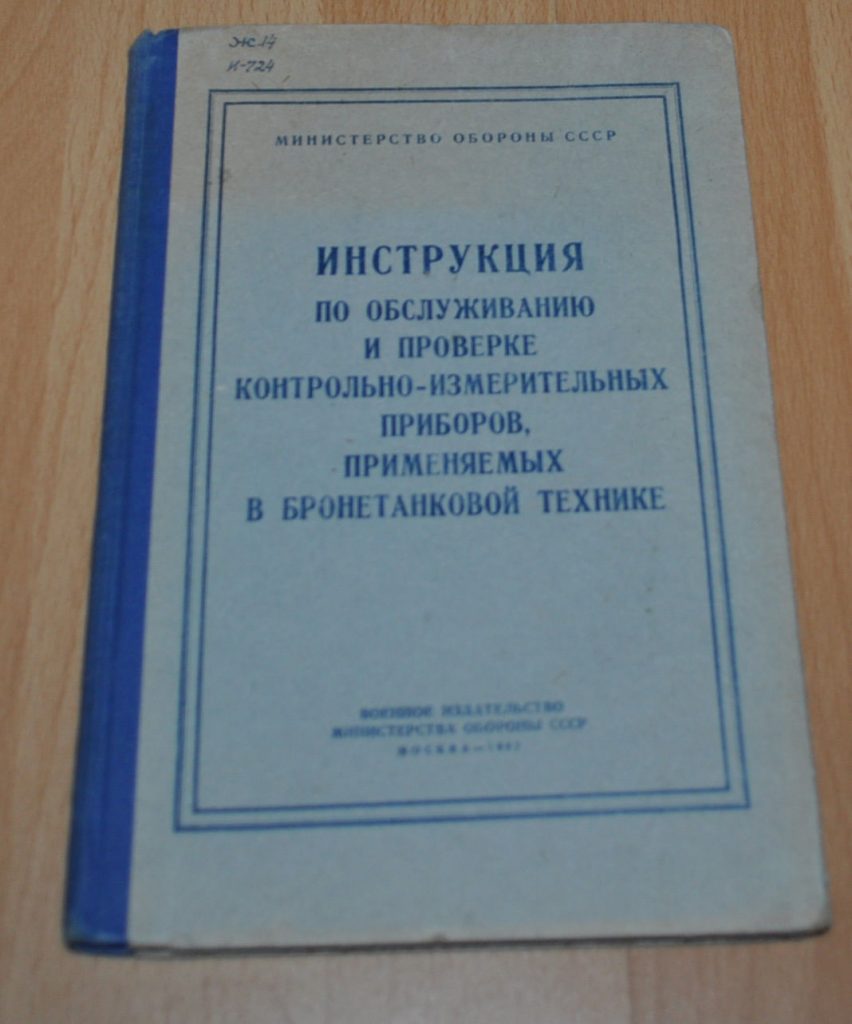 Ж 14
И-724
МИНИСТЕРСТВО ОБОРОНЫ СССР
ИНСТРУКЦИЯ
ПО ОБСЛУЖИВАНИЮ
И ПРОВЕРКЕ
КОНТРОЛЬНО-ИЗМЕРИТЕЛЬНЫХ
ПРИБОРОВ,
ПРИМЕНЯЕМЫХ
В БРОНЕТАНКОВОЙ ТЕХНИКЕ
ВОЕННОЕ ИЗДАТЕЛЬСТВО
МИНИСТЕРСТВА ОБОРОНЫ СССР
МОСКВА —